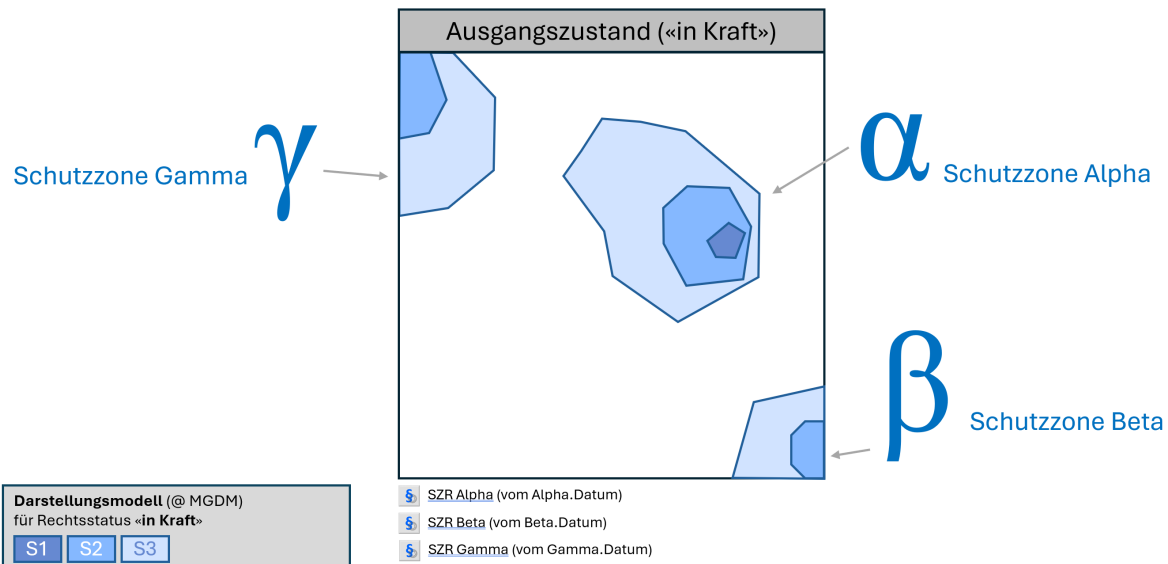 Ausgangszustand («in Kraft»)
γ
Schutzzone Gamma
α
Schutzzone Alpha
β
Schutzzone Beta
§ SZR Alpha (vom Alpha.Datum)
§ SZR Beta (vom Beta.Datum)
§ SZR Gamma (vom Gamma.Datum)
Darstellungsmodell (@ MGDM)
für Rechtsstatus «in Kraft»
S1 S2 S3